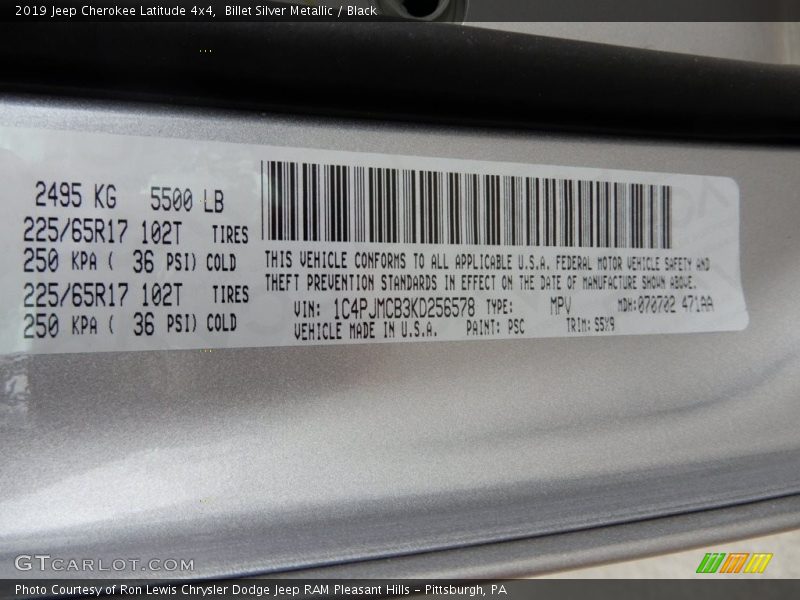 2019 Jeep Cherokee Latitude 4x4,  Billet Silver Metallic / Black
2495 KG 5500 LB
225/65R17 102T TIRES
250 KPA ( 36 PSI) COLD
225/65R17 102T TIRES
250 KPA ( 36 PSI) COLD
THIS VEHICLE CONFORMS TO ALL APPLICABLE U.S.A. FEDERAL MOTOR VEHICLE SAFETY AND
THEFT PREVENTION STANDARDS IN EFFECT ON THE DATE OF MANUFACTURE SHOWN ABOVE.
VIN: 1C4PJMCB3KD256578 TYPE: MPV MDH: 070702 471AA
VEHICLE MADE IN U.S.A. PAINT: PSC TRIM: S5X9
GTCARLOT.COM
Photo Courtesy of Ron Lewis Chrysler Dodge Jeep RAM Pleasant Hills - Pittsburgh, PA